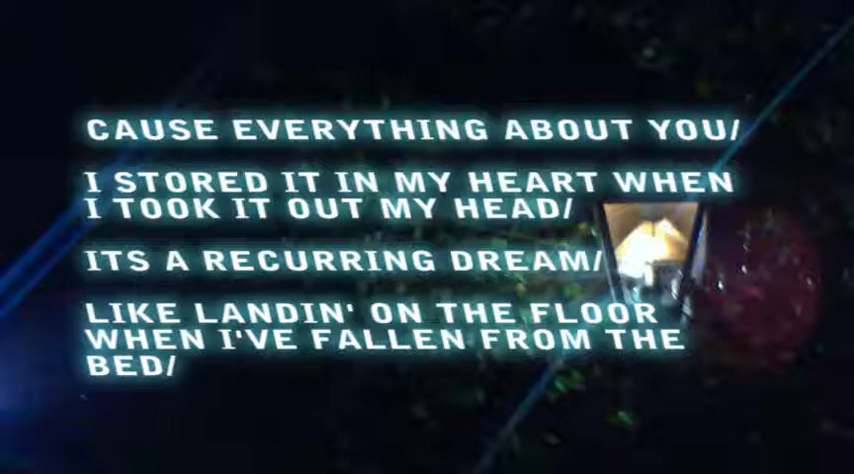 CAUSE EVERYTHING ABOUT YOU/
I STORED IT IN MY HEART WHEN
I TOOK IT OUT MY HEAD/
ITS A RECURRING DREAM/
LIKE LANDIN' ON THE FLOOR
WHEN I'VE FALLEN FROM THE
BED/